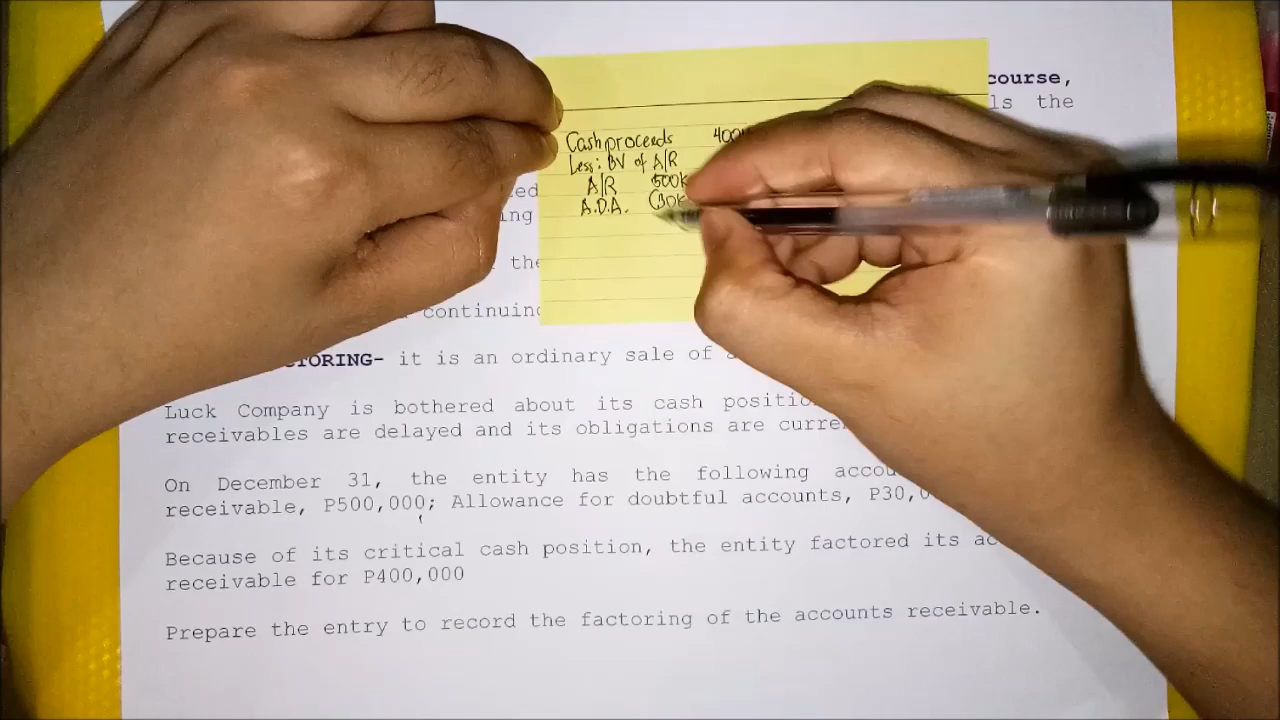 course,
ls the
Cash proceeds 400K
Less: BV of A/R
A/R 500K
A.D.A. (30K
ed
ing
the
continuing
CTORING- it is an ordinary sale of a
Luck Company is bothered about its cash positio
receivables are delayed and its obligations are curre
On December 31, the entity has the following accou
receivable, P500,000; Allowance for doubtful accounts, P30,0
Because of its critical cash position, the entity factored its ac
receivable for P400,000
Prepare the entry to record the factoring of the accounts receivable.